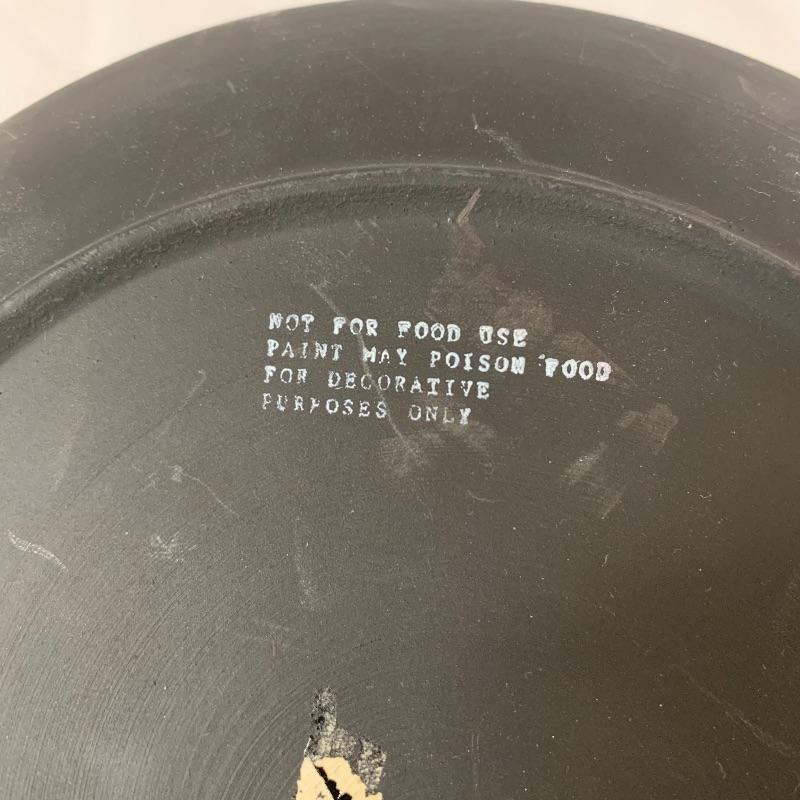 NOT FOR FOOD USE
PAINT MAY POISON FOOD
FOR DECORATIVE
PURPOSES ONLY